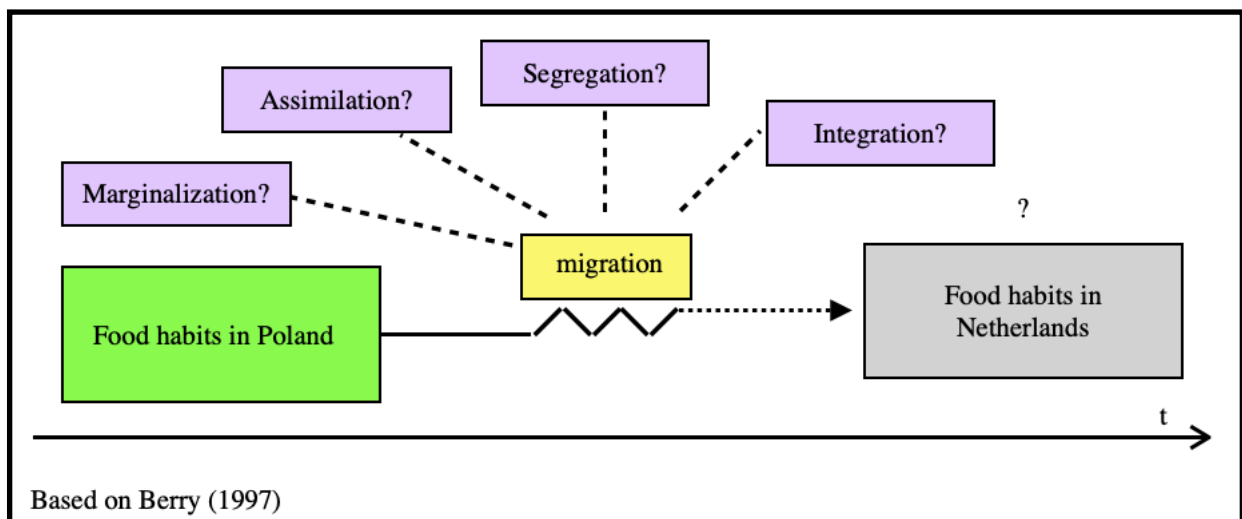 Segregation?
Assimilation?
Integration?
Marginalization?
?
migration
Food habits in Poland
Food habits in
Netherlands
t
Based on Berry (1997)